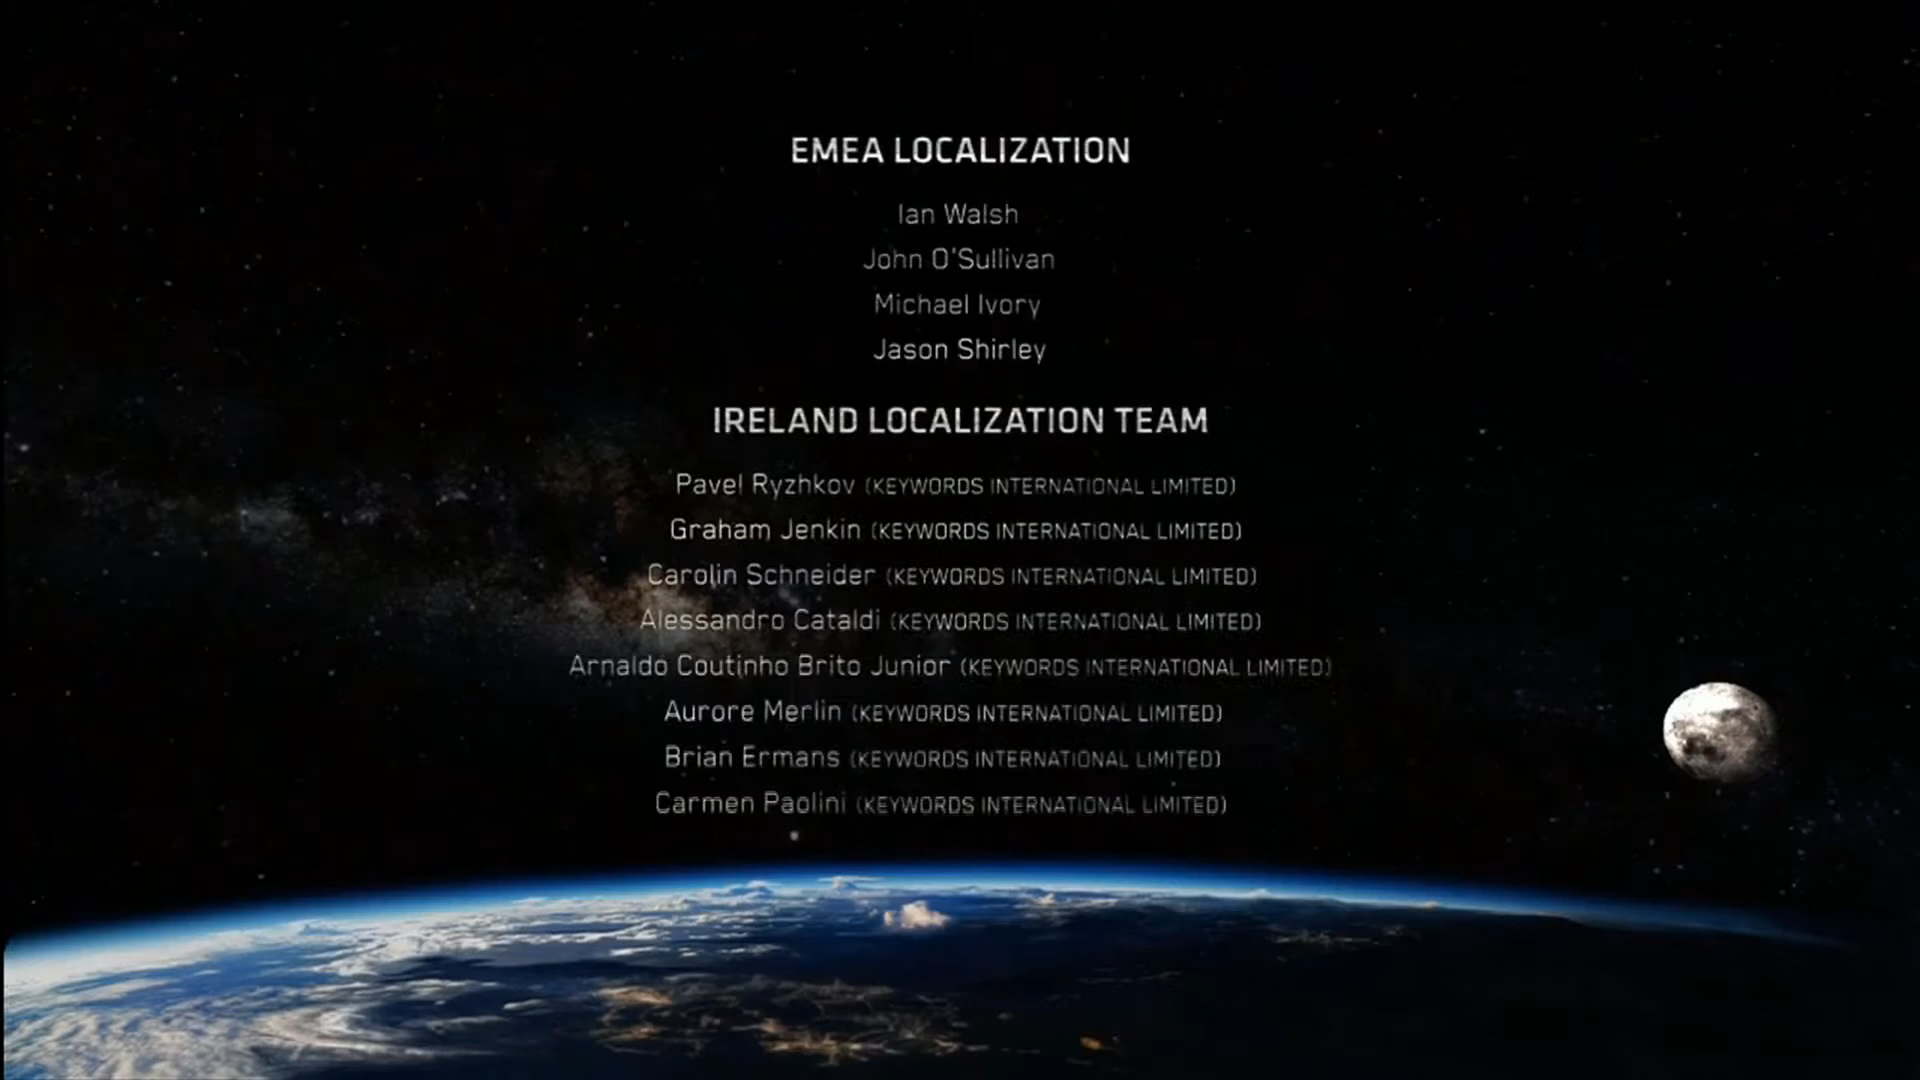 EMEA LOCALIZATION
Ian Walsh
John O'Sullivan
Michael Ivory
Jason Shirley
IRELAND LOCALIZATION TEAM
Pavel Ryzhkov (KEYWORDS INTERNATIONAL LIMITED)
Graham Jenkin (KEYWORDS INTERNATIONAL LIMITED)
Carolin Schneider (KEYWORDS INTERNATIONAL LIMITED)
Alessandro Cataldi (KEYWORDS INTERNATIONAL LIMITED)
Arnaldo Coutinho Brito Junior (KEYWORDS INTERNATIONAL LIMITED)
Aurore Merlin (KEYWORDS INTERNATIONAL LIMITED)
Brian Ermans (KEYWORDS INTERNATIONAL LIMITED)
Carmen Paolini (KEYWORDS INTERNATIONAL LIMITED)